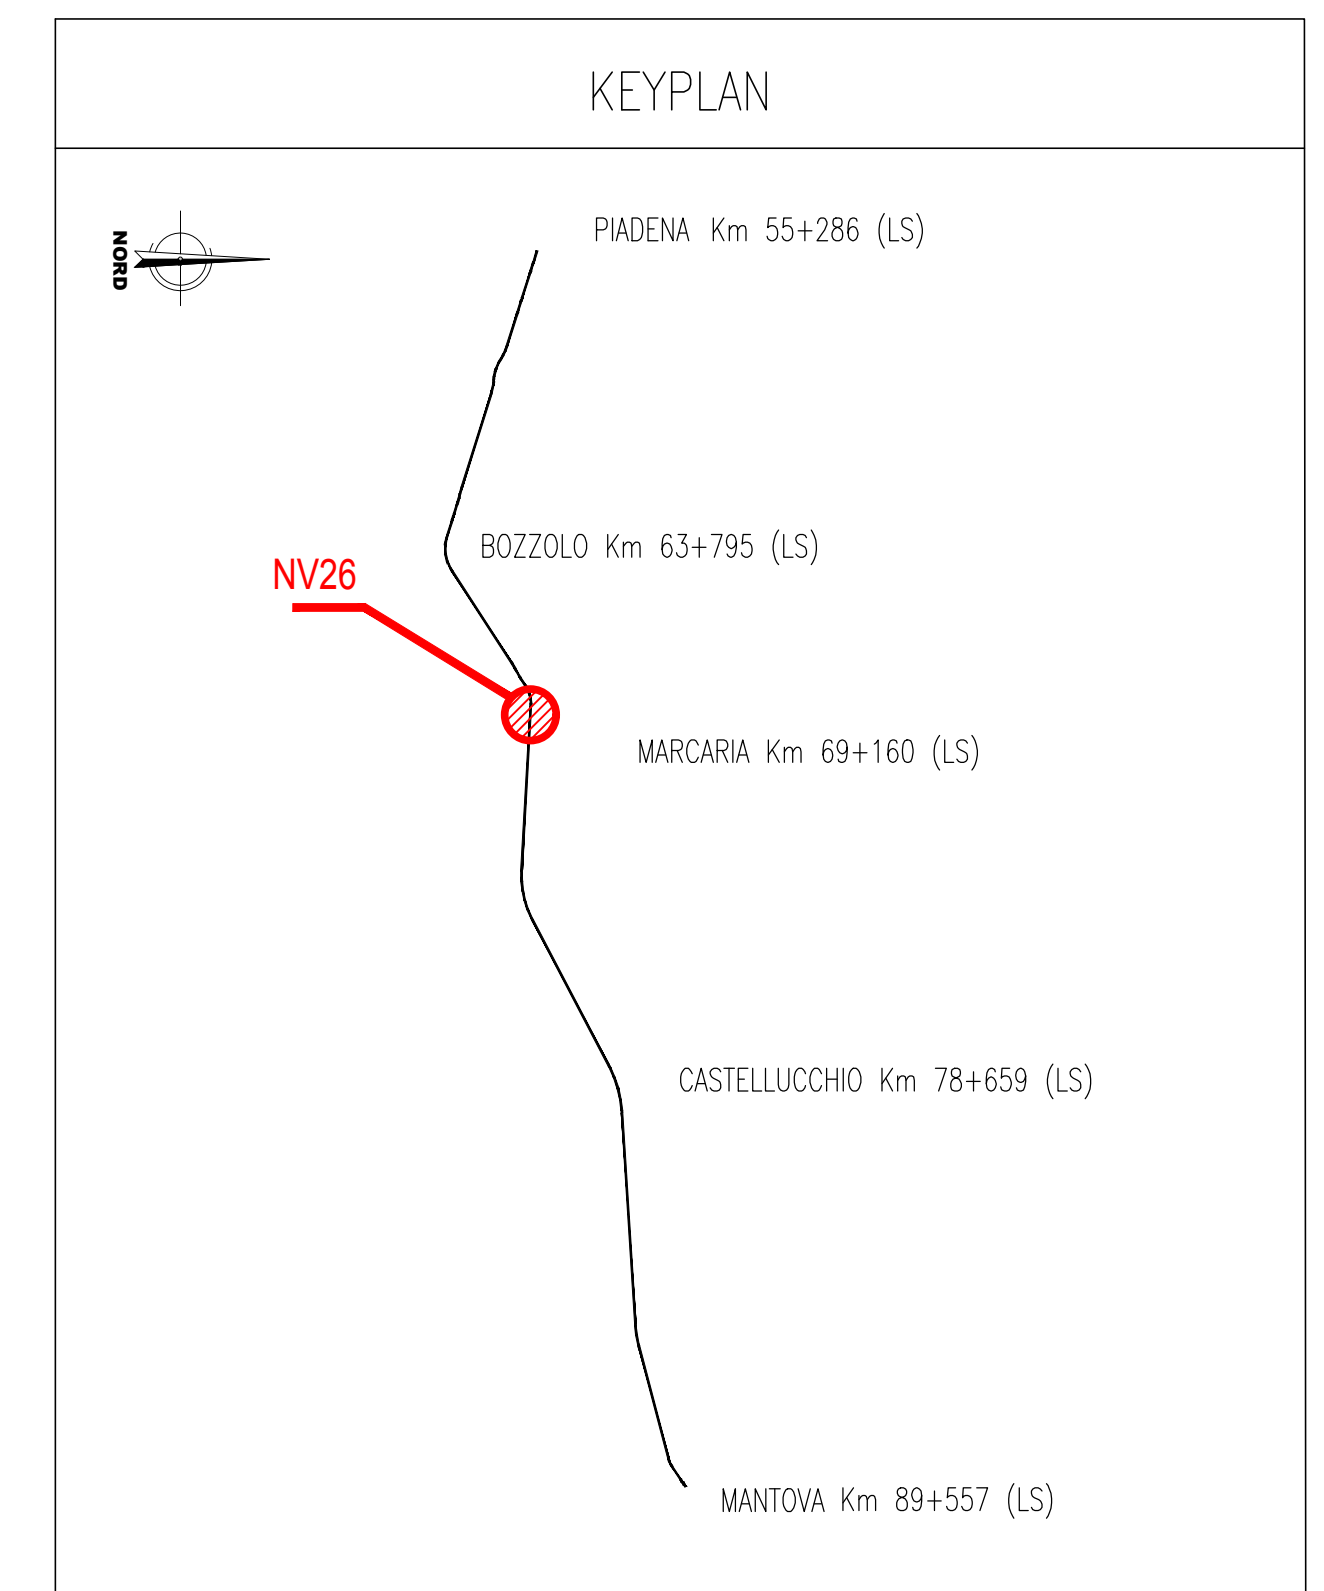 KEYPLAN
NORD
PIADENA Km 55+286 (LS)
BOZZOLO Km 63+795 (LS)
NV26
MARCARIA Km 69+160 (LS)
CASTELLUCCHIO Km 78+659 (LS)
MANTOVA Km 89+557 (LS)